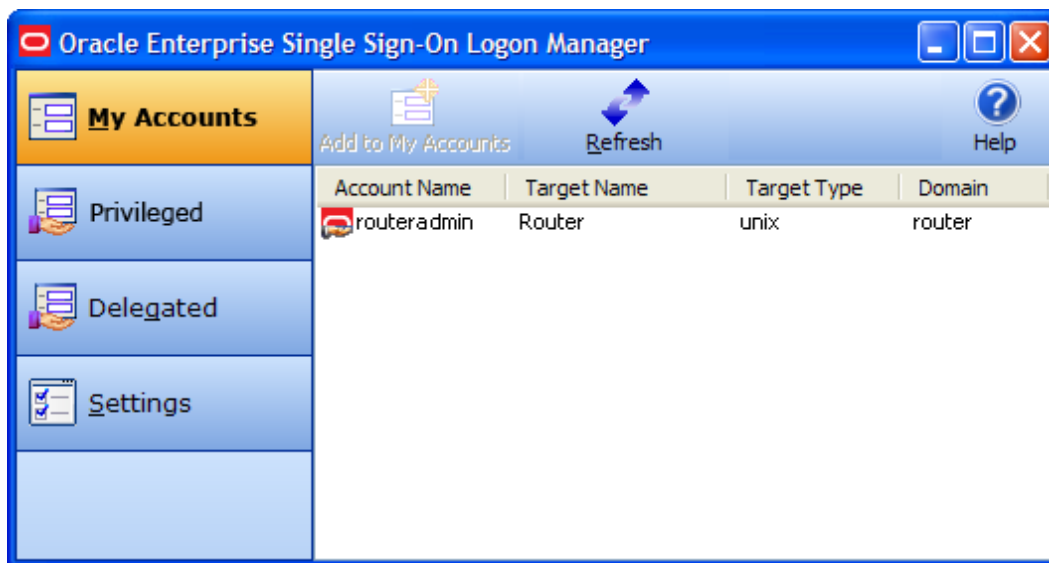 Oracle Enterprise Single Sign-On Logon Manager
My Accounts
Privileged
Delegated
Settings
Add to My Accounts
Refresh
Help
Account Name Target Name Target Type Domain
routeradmin Router unix router